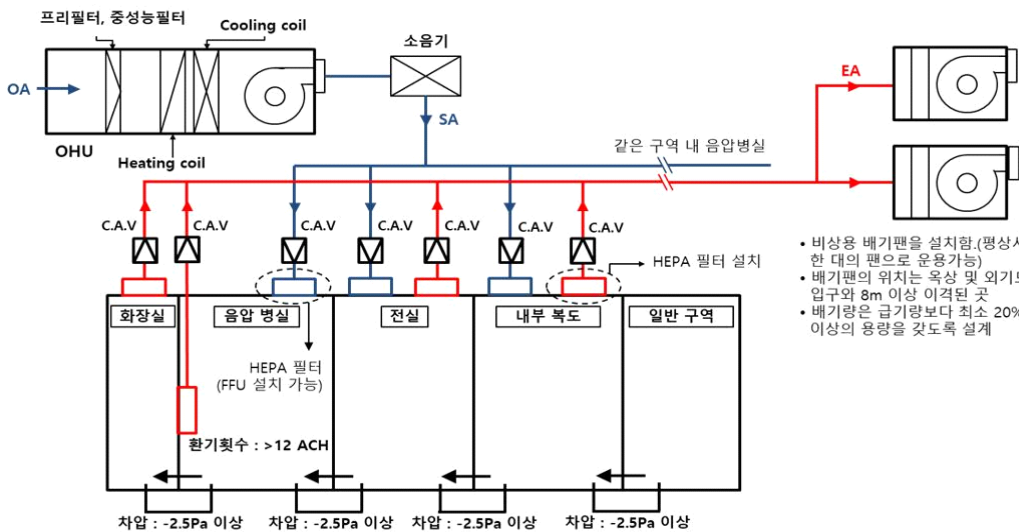 프리필터, 중성능필터
Cooling coil
소음기
OA
EA
OHU
Heating coil
SA
같은 구역 내 음압병실
C.A.V
C.A.V
C.A.V
C.A.V
C.A.V
C.A.V
C.A.V
HEPA 필터 설치
• 비상용 배기팬을 설치함.(평상시
한 대의 팬으로 운용가능)
• 배기팬의 위치는 옥상 및 외기도
입구와 8m 이상 이격된 곳
• 배기량은 급기량보다 최소 20%
이상의 용량을 갖도록 설계
화장실
음압 병실
전실
내부 복도
일반 구역
HEPA 필터
(FFU 설치 가능)
환기횟수 : >12 ACH
차압 : -2.5Pa 이상
차압 : -2.5Pa 이상
차압 : -2.5Pa 이상
차압 : -2.5Pa 이상